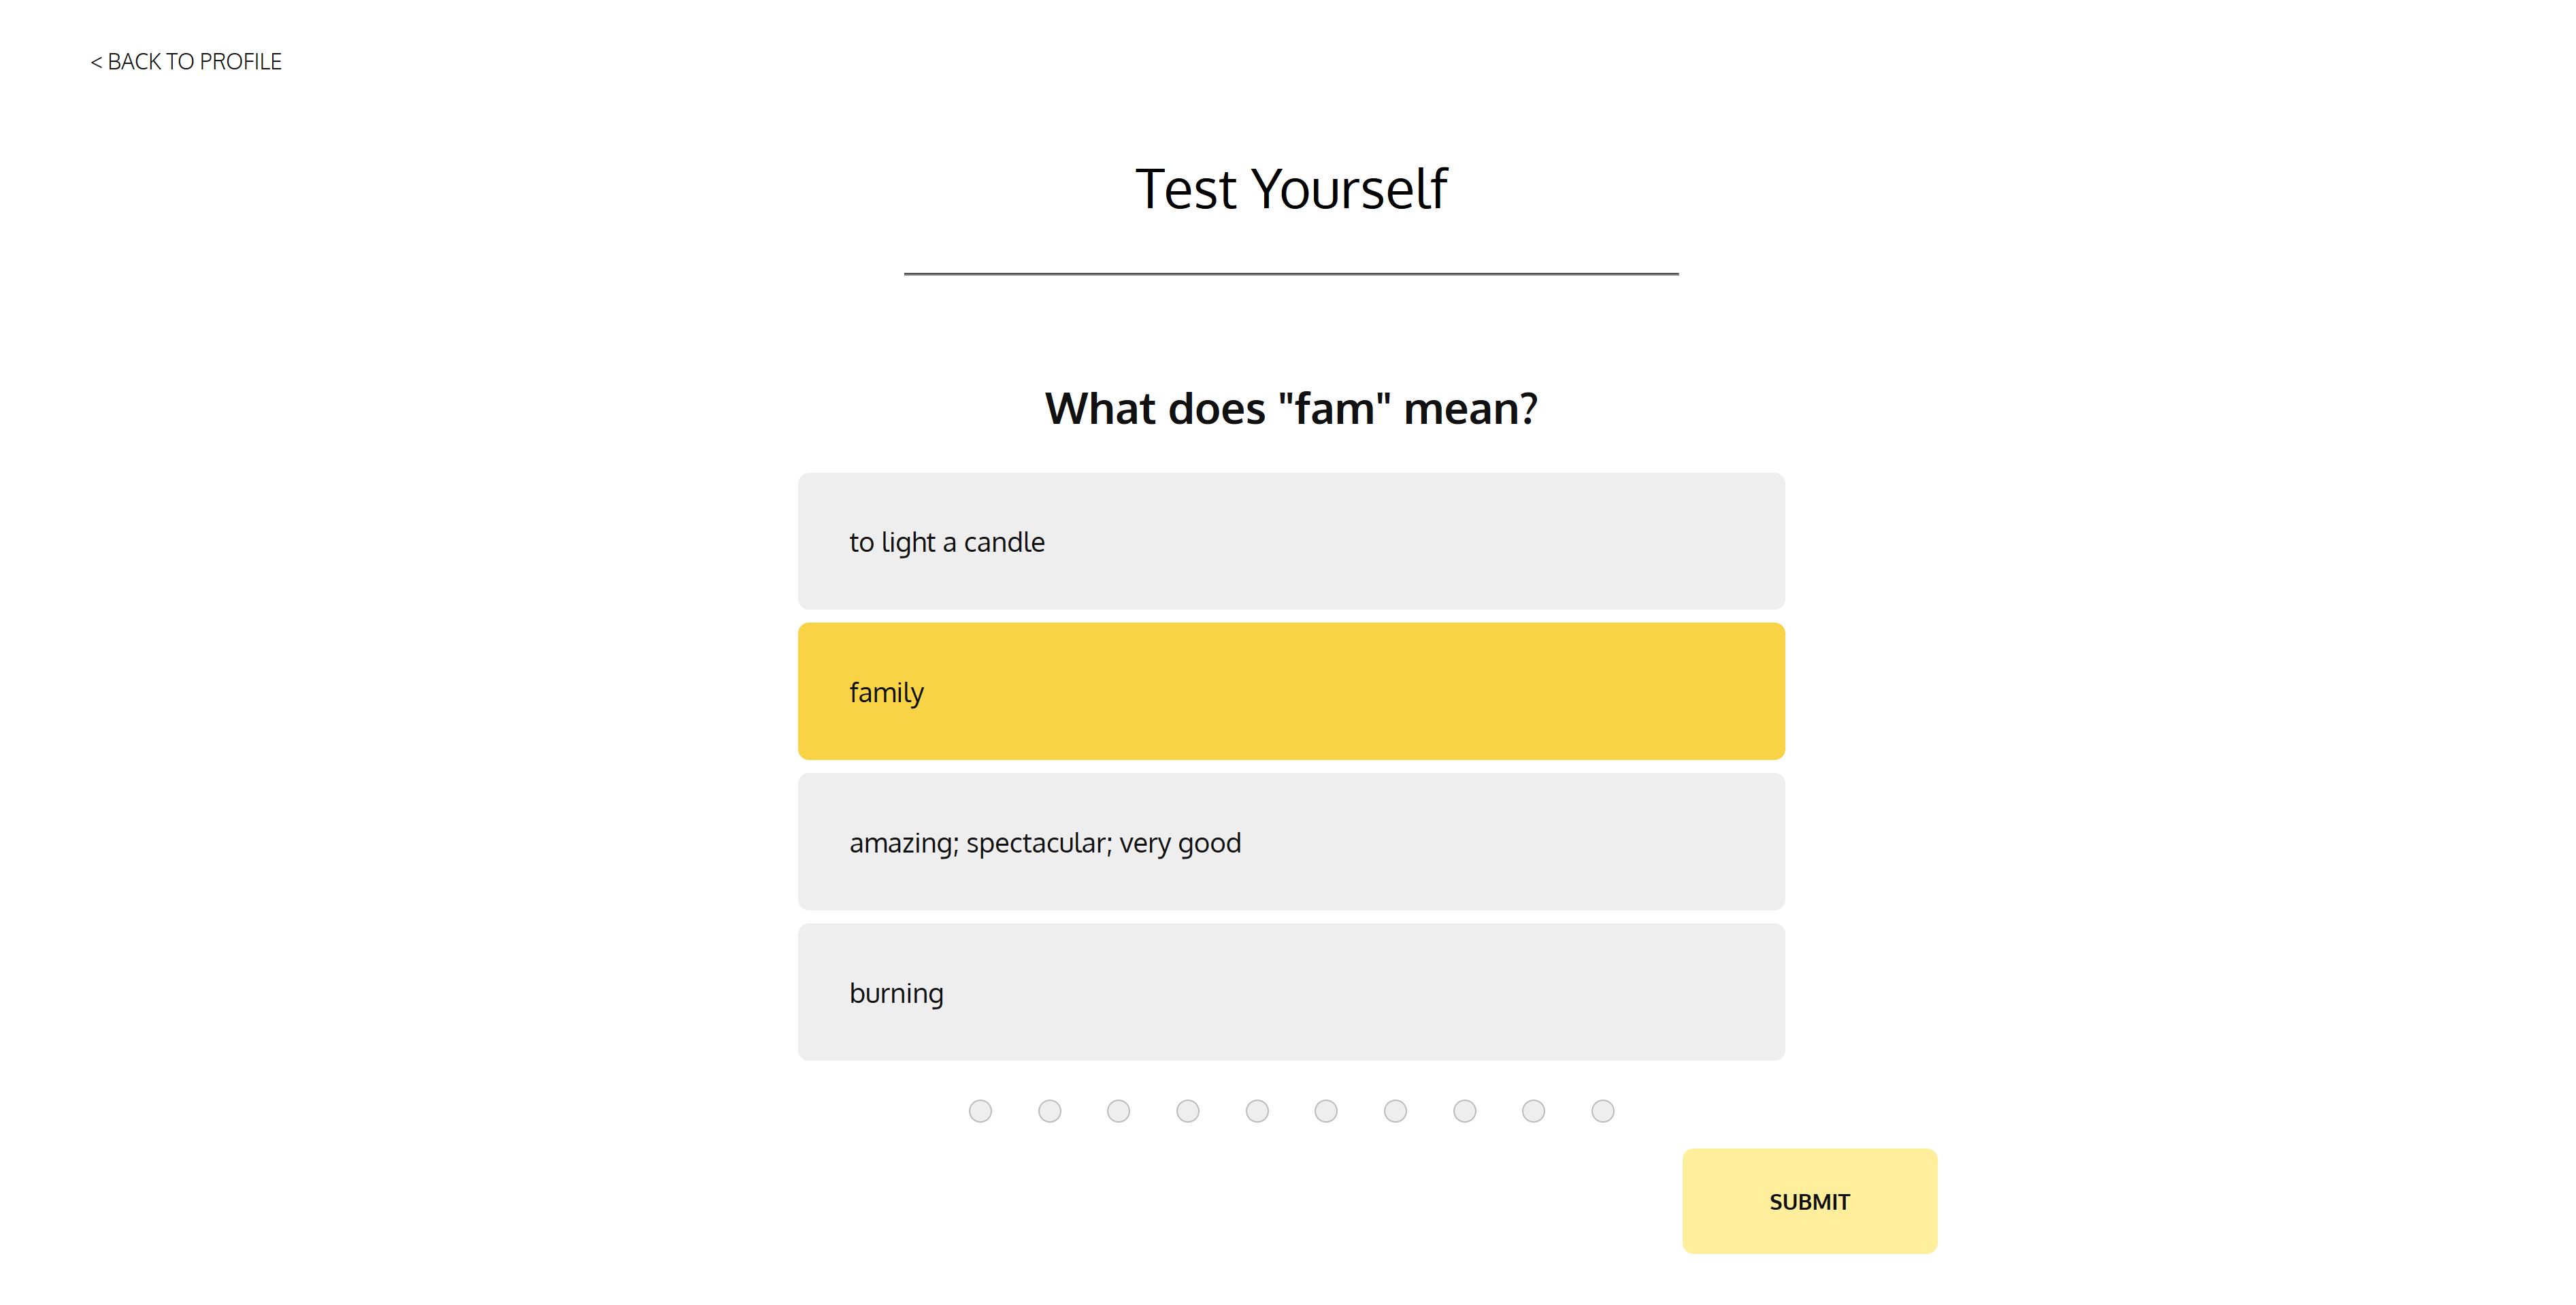 < BACK TO PROFILE
Test Yourself
What does "fam" mean?
to light a candle
family
amazing; spectacular; very good
burning
SUBMIT